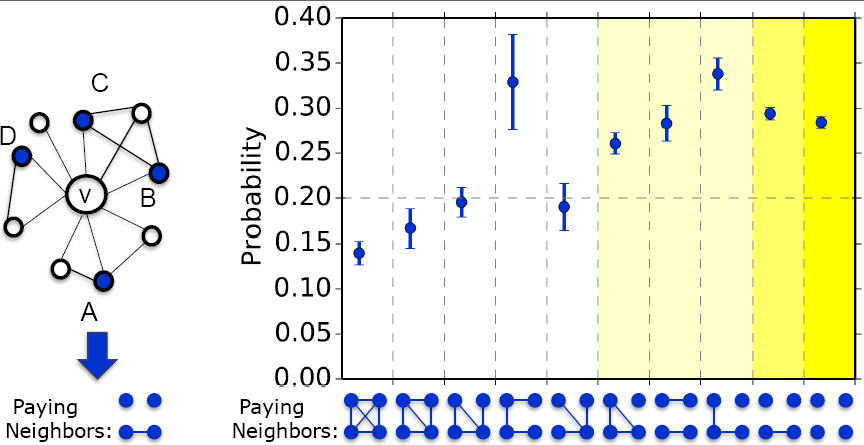 C
D
V
B
A
Paying
Neighbors:
Probability
0.40
0.35
0.30
0.25
0.20
0.15
0.10
0.05
0.00
Paying
Neighbors: